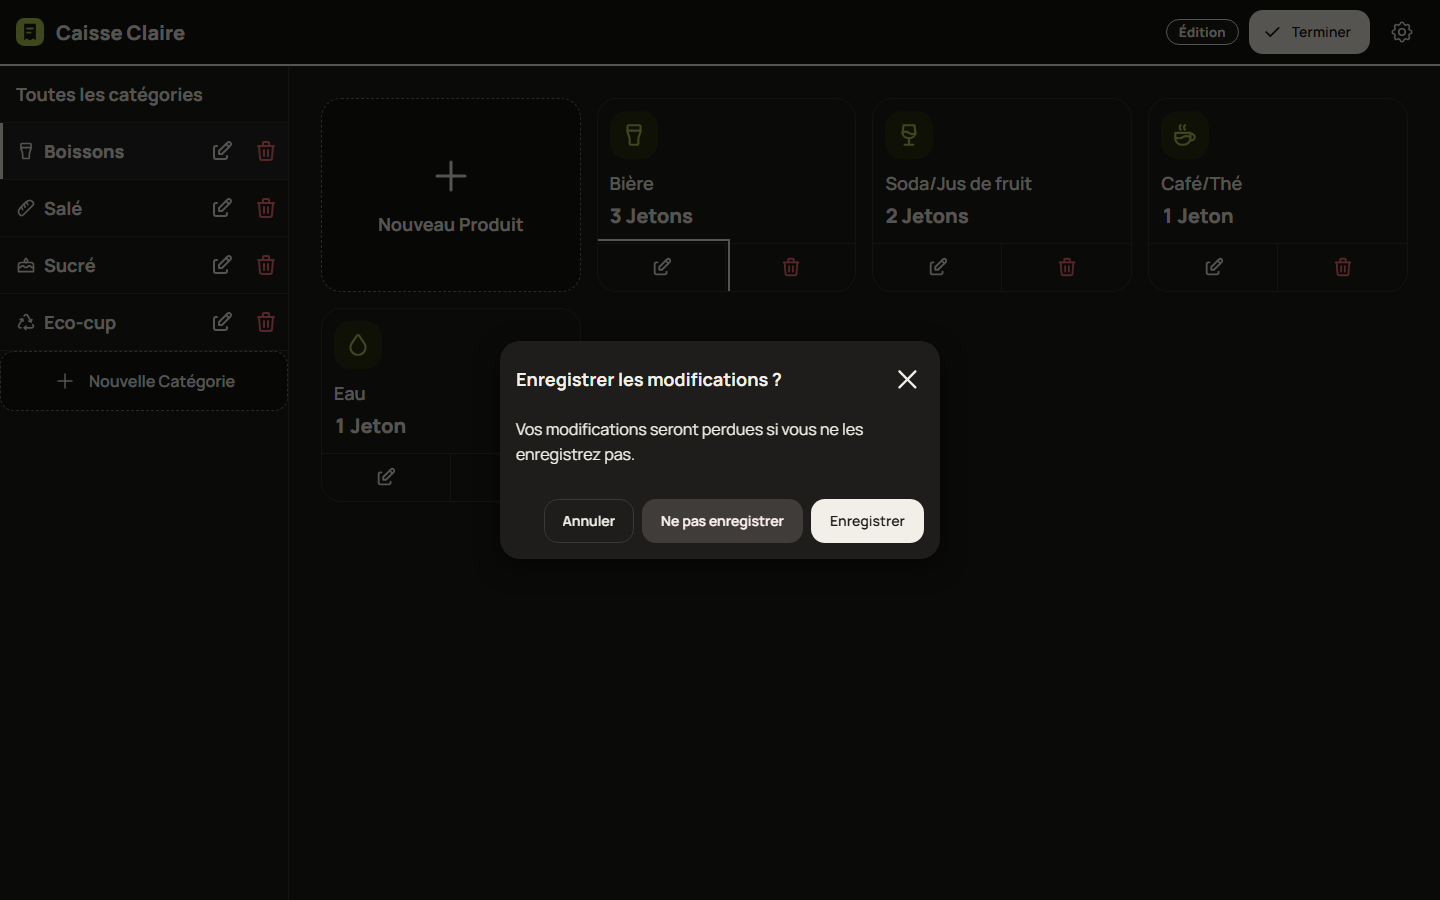 Caisse Claire
Édition
Terminer
Toutes les catégories
Boissons
Salé
Sucré
Eco-cup
Nouvelle Catégorie
Nouveau Produit
Bière
3 Jetons
Soda/Jus de fruit
2 Jetons
Café/Thé
1 Jeton
Eau
1 Jeton
Enregistrer les modifications ?
Vos modifications seront perdues si vous ne les
enregistrez pas.
Annuler
Ne pas enregistrer
Enregistrer